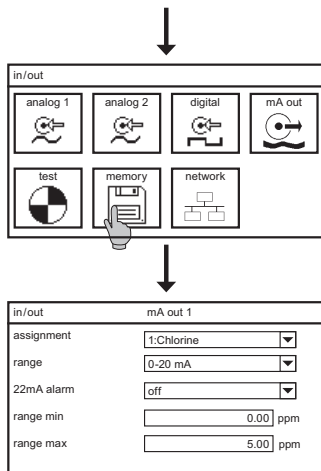 in/out
analog 1 analog 2 digital mA out
test memory network
in/out mA out 1
assignment 1:Chlorine
range 0-20 mA
22mA alarm off
range min 0.00 ppm
range max 5.00 ppm